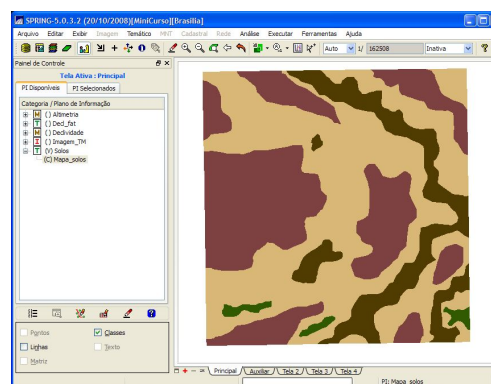 SPRING-5.0.3.2 (20/10/2008)[MiniCurso][Brasilia]
Arquivo Editar Exibir Imagem Temático MNT Cadastral Rede Análise Executar Ferramentas Ajuda
Auto 1/ 162508 Inativa
Painel de Controle
Tela Ativa : Principal
PI Disponíveis PI Selecionados
Categoria / Plano de Informação
M ( ) Altimetria
T ( ) Decl_fat
M ( ) Declividade
I ( ) Imagem_TM
T (V) Solos
(C) Mapa_solos
Pontos Classes
Linhas Texto
Matriz
Principal Auxiliar Tela 2 Tela 3 Tela 4
PI: Mapa_solos